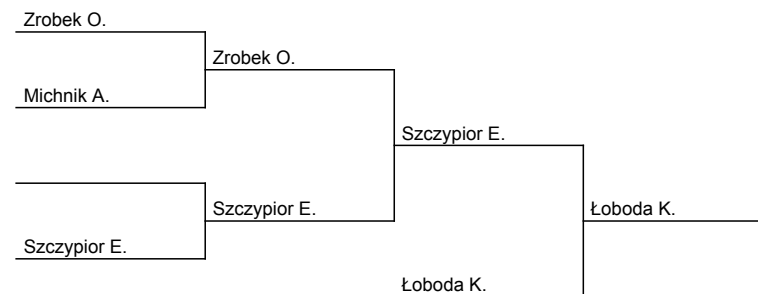 Zrobek O.
Zrobek O.
Michnik A.
Szczypior E.
Szczypior E.
Łoboda K.
Szczypior E.
Łoboda K.